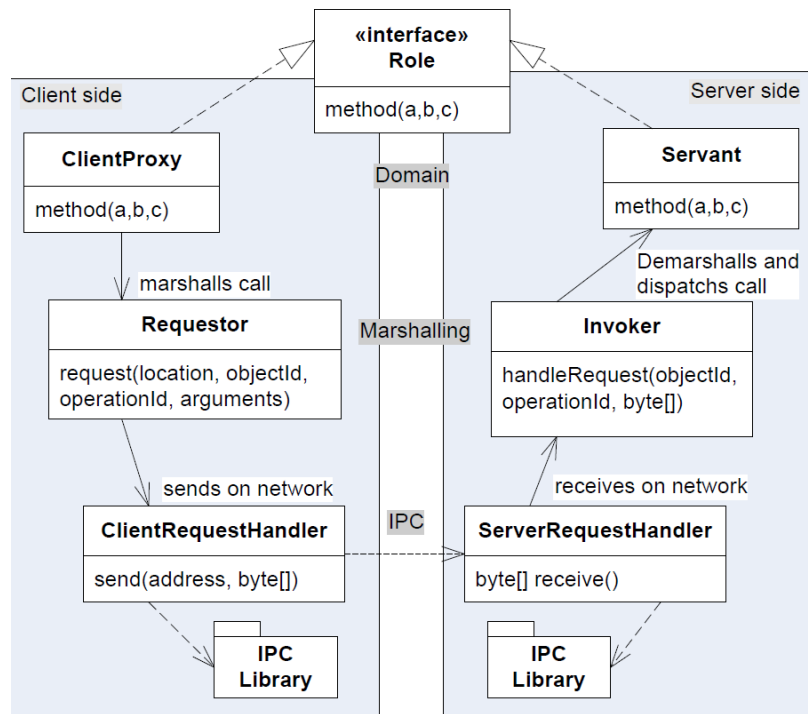 «interface»
Role
method(a,b,c)
Client side
Server side
ClientProxy
method(a,b,c)
Domain
Servant
method(a,b,c)
marshalls call
Demarshalls and
dispatchs call
Requestor
request(location, objectId,
operationId, arguments)
Marshalling
Invoker
handleRequest(objectId,
operationId, byte[])
sends on network
receives on network
ClientRequestHandler
send(address, byte[])
IPC
ServerRequestHandler
byte[] receive()
IPC
Library
IPC
Library